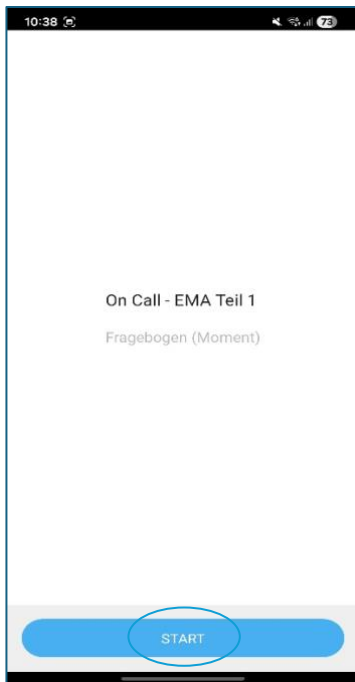 10:38
73
On Call - EMA Teil 1
Fragebogen (Moment)
START